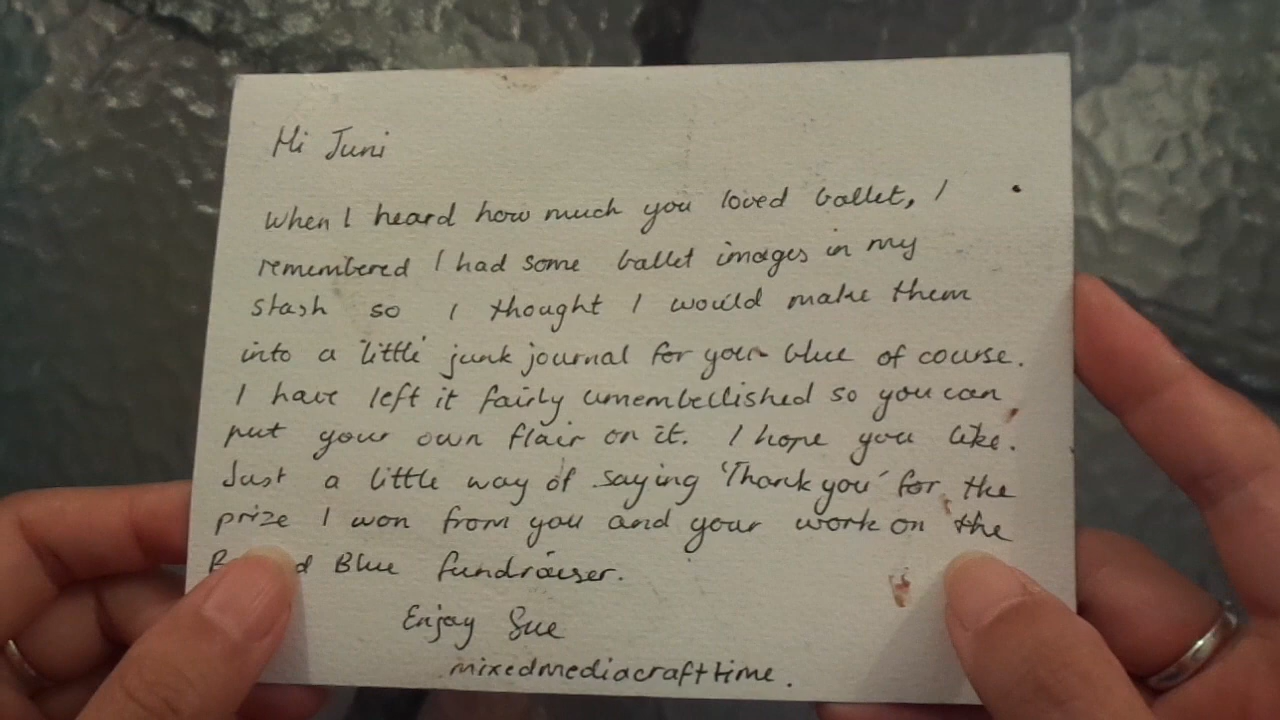 Hi Juni
When I heard how much you loved ballet, I
remembered I had some ballet images in my
stash so I thought I would make them
into a 'little' junk journal for you - blue of course.
I have left it fairly unembellished so you can
put your own flair on it. I hope you like.
Just a little way of saying 'Thank you' for the
prize I won from you and your work on the
Blue fundraiser.
Enjoy Sue
mixedmediacrafttime.